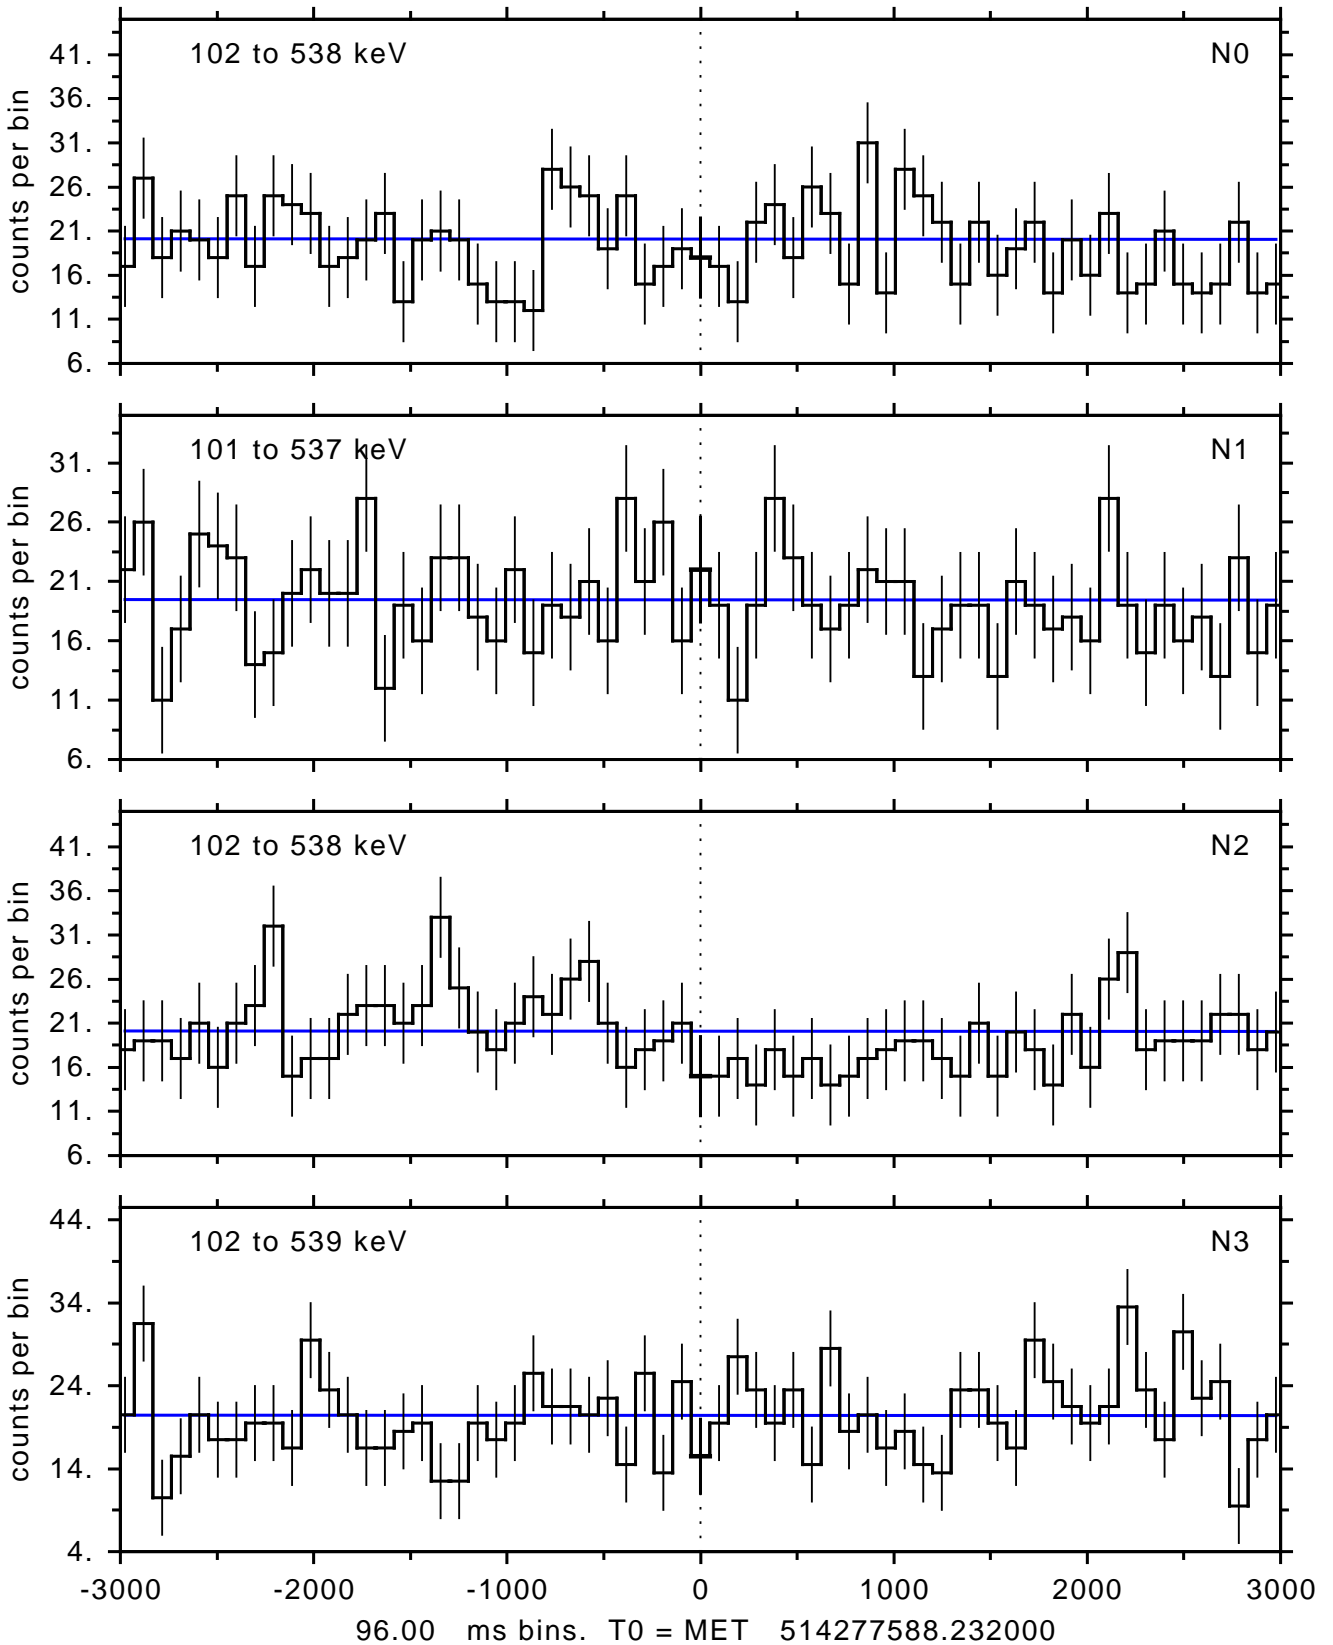 102 to 538 keV N0
counts per bin
41.
36.
31.
26.
21.
16.
11.
6.
101 to 537 keV N1
counts per bin
31.
26.
21.
16.
11.
6.
102 to 538 keV N2
counts per bin
41.
36.
31.
26.
21.
16.
11.
6.
102 to 539 keV N3
counts per bin
44.
34.
24.
14.
4.
-3000 -2000 -1000 0 1000 2000 3000
96.00 ms bins. T0 = MET 514277588.232000